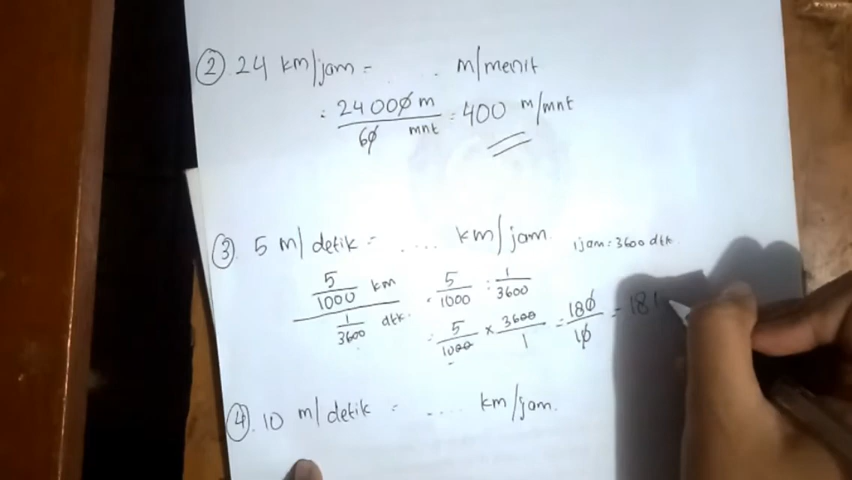 ② 24 km/jam = ..... m/menit
= 24000 m / 60 mnt = 400 m/mnt
③ 5 m/detik = .... km/jam 1 jam = 3600 dtk.
5/1000 km / 1/3600 dtk. = 5/1000 : 1/3600
= 5/1000 x 3600/1 = 180/10 = 18
④. 10 m/detik = .... km/jam.